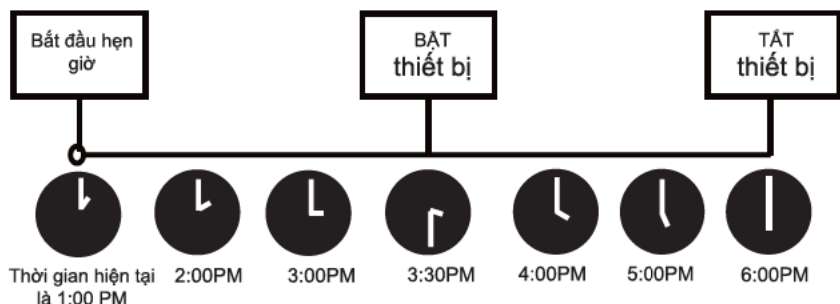 Bắt đầu hẹn
giờ
BẬT
thiết bị
TẮT
thiết bị
Thời gian hiện tại
là 1:00 PM
2:00PM
3:00PM
3:30PM
4:00PM
5:00PM
6:00PM